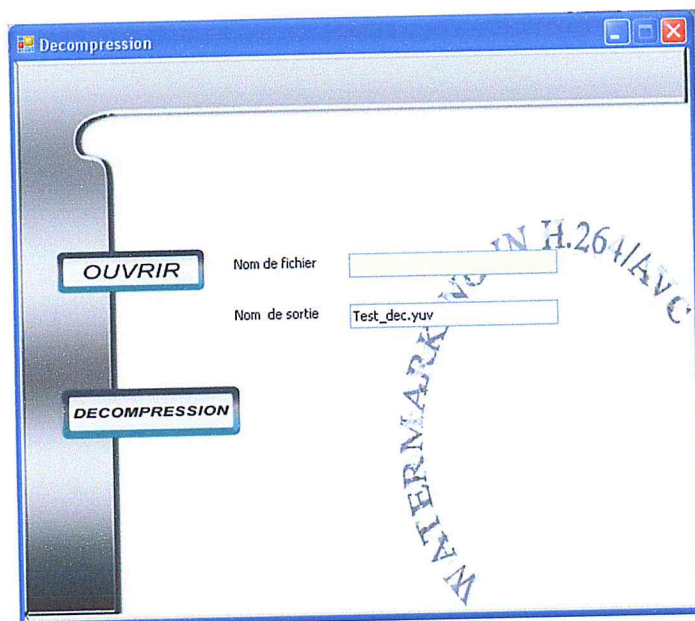 Decompression
WATERMARKING IN H.264/AVC
OUVRIR
Nom de fichier
Nom de sortie
Test_dec.yuv
DECOMPRESSION